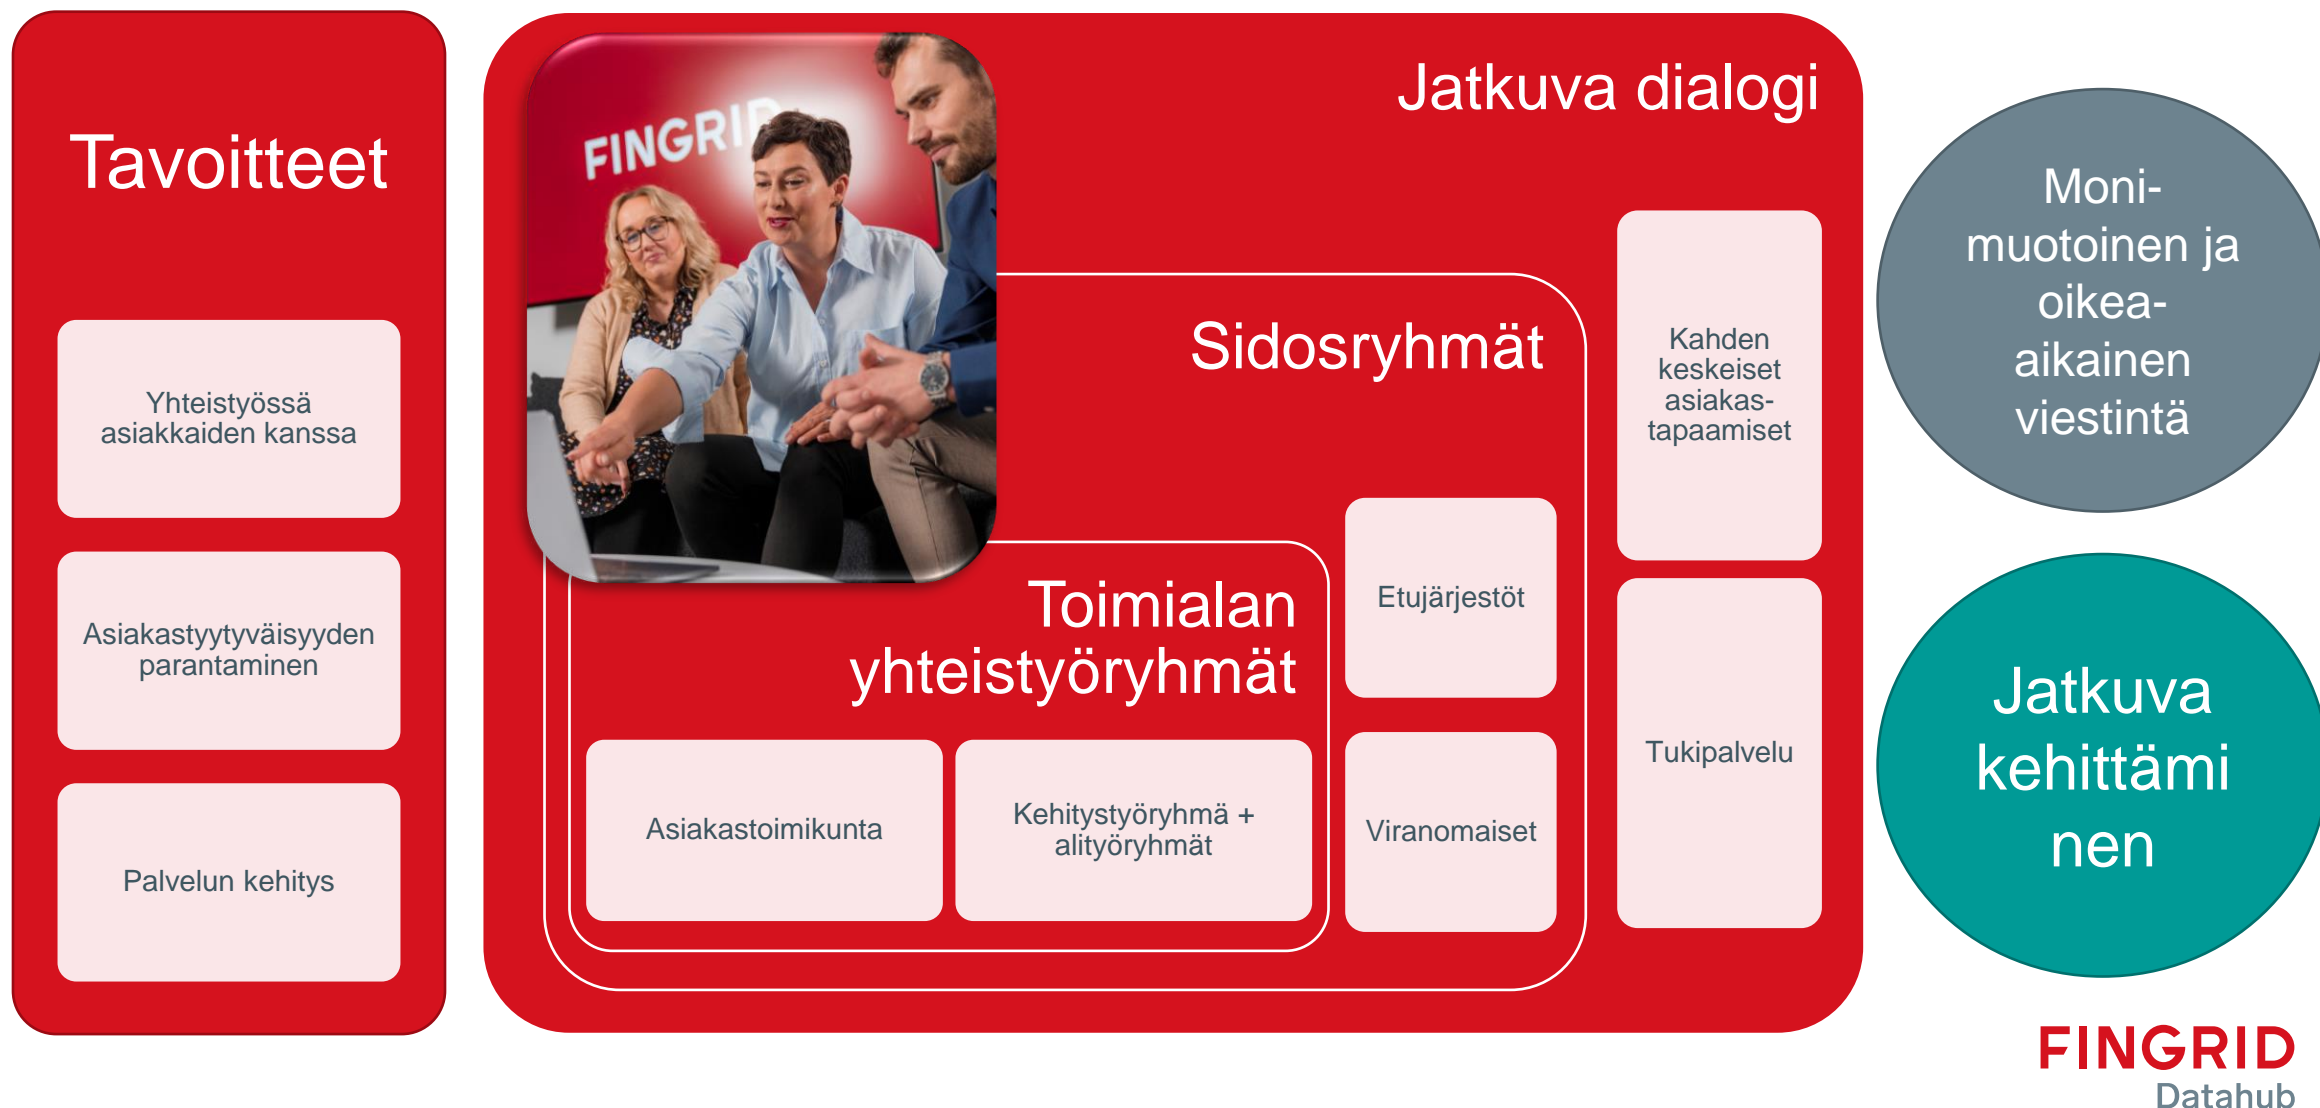 Tavoitteet
Yhteistyössä
asiakkaiden kanssa
Asiakastyytyväisyyden
parantaminen
Palvelun kehitys
Jatkuva dialogi
FINGRID
Sidosryhmät
Toimialan
yhteistyöryhmät
Asiakastoimikunta
Kehitystyöryhmä +
alityöryhmät
Etujärjestöt
Viranomaiset
Kahden
keskeiset
asiakas-
tapaamiset
Tukipalvelu
Moni-
muotoinen ja
oikea-
aikainen
viestintä
Jatkuva
kehittämi
nen
FINGRID
Datahub